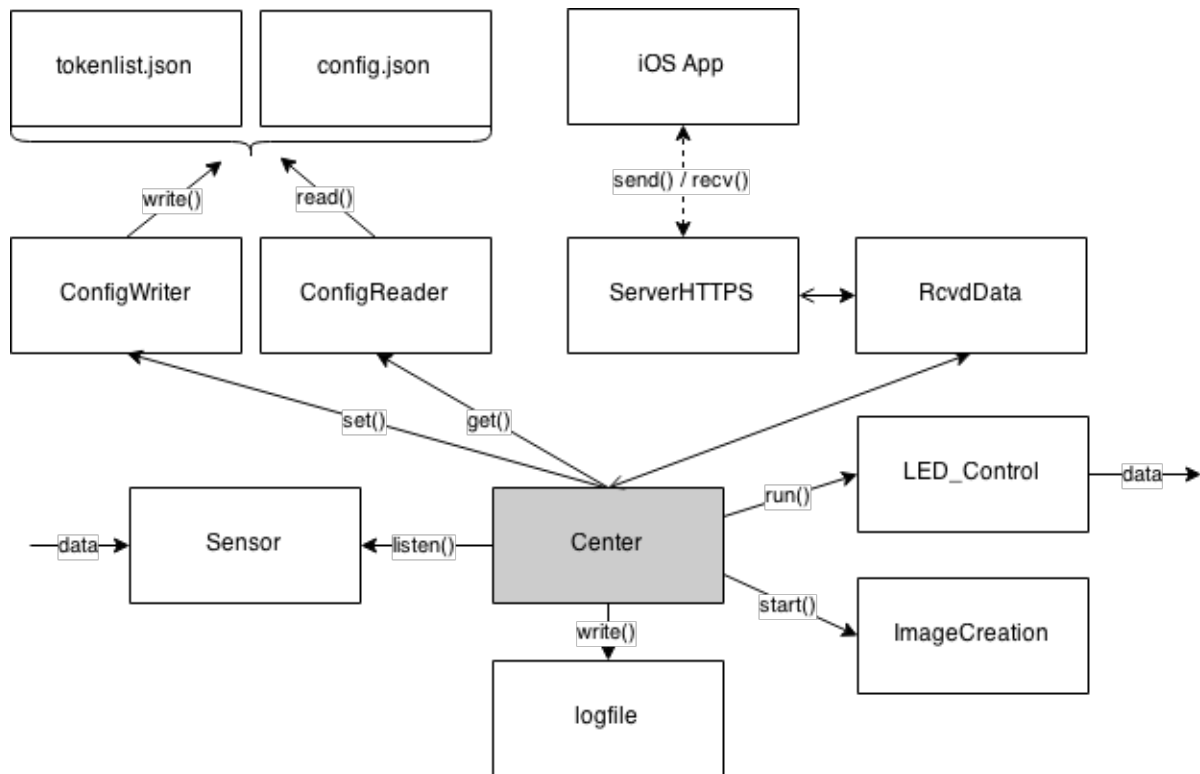 tokenlist.json
config.json
iOS App
write()
read()
send() / recv()
ConfigWriter
ConfigReader
ServerHTTPS
RcvdData
set()
get()
LED_Control
data
run()
data
Sensor
listen()
Center
start()
ImageCreation
write()
logfile